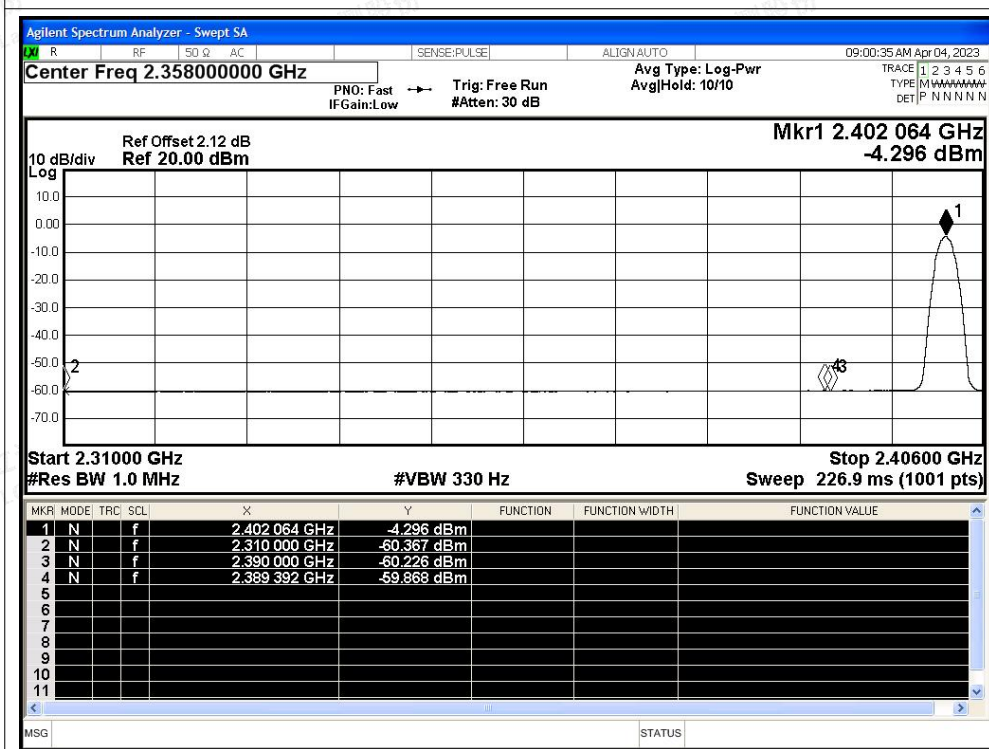 Agilent Spectrum Analyzer - Swept SA
LXI R RF 50 Ω AC SENSE:PULSE ALIGN AUTO 09:00:35 AM Apr 04, 2023
Center Freq 2.358000000 GHz
PNO: Fast
IFGain:Low
Trig: Free Run
#Atten: 30 dB
Avg Type: Log-Pwr
Avg|Hold: 10/10
TRACE 1 2 3 4 5 6
TYPE M W W W W W
DET P N N N N N
Ref Offset 2.12 dB
10 dB/div Ref 20.00 dBm
Log
Mkr1 2.402 064 GHz
-4.296 dBm
10.0
0.00
-10.0
-20.0
-30.0
-40.0
-50.0
-60.0
-70.0
1
2
4 3
Start 2.31000 GHz Stop 2.40600 GHz
#Res BW 1.0 MHz #VBW 330 Hz Sweep 226.9 ms (1001 pts)
MKR MODE TRC SCL X Y FUNCTION FUNCTION WIDTH FUNCTION VALUE
1 N f 2.402 064 GHz -4.296 dBm
2 N f 2.310 000 GHz -60.367 dBm
3 N f 2.390 000 GHz -60.226 dBm
4 N f 2.389 392 GHz -59.868 dBm
5
6
7
8
9
10
11
MSG STATUS